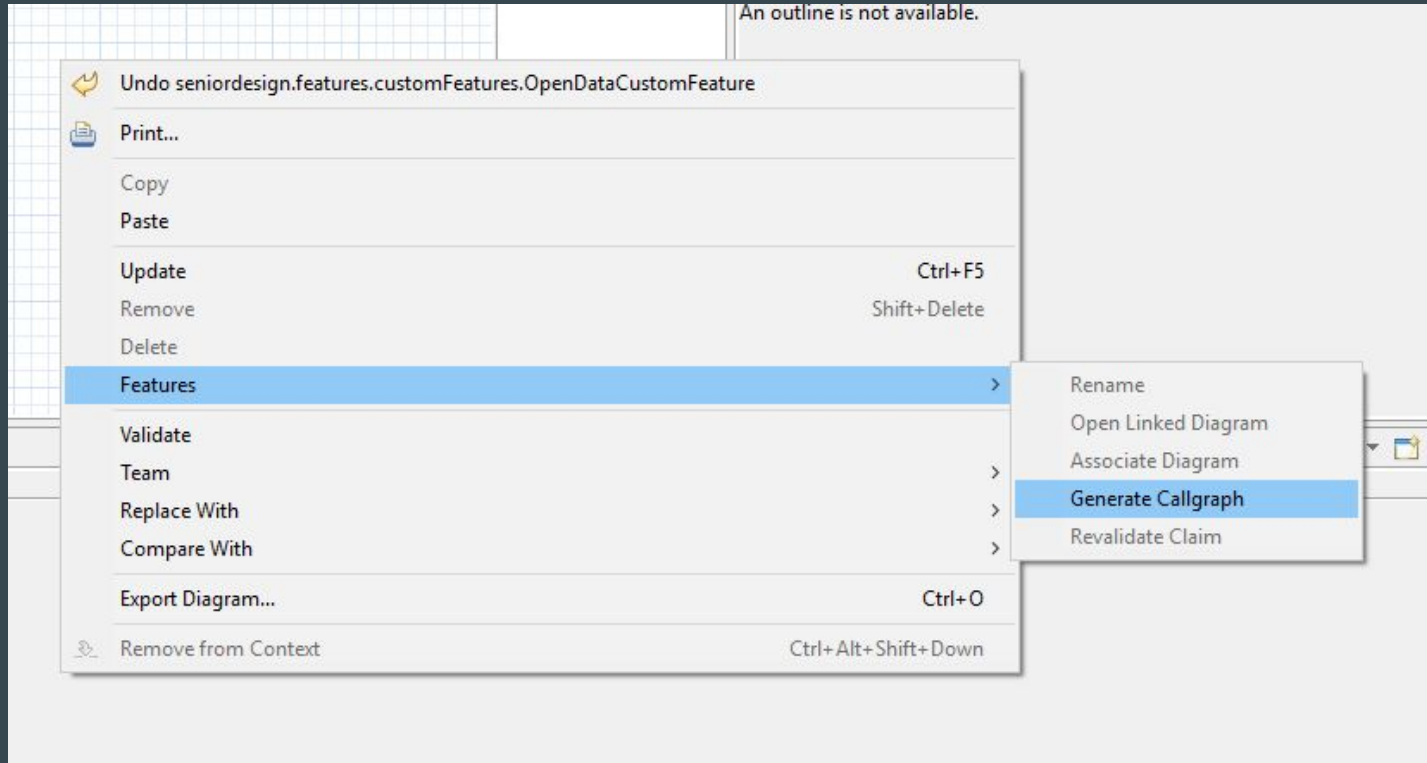 An outline is not available.
Undo seniordesign.features.customFeatures.OpenDataCustomFeature
Print...
Copy
Paste
Update Ctrl+F5
Remove Shift+Delete
Delete
Features
Validate
Team
Replace With
Compare With
Export Diagram... Ctrl+O
Remove from Context Ctrl+Alt+Shift+Down
Rename
Open Linked Diagram
Associate Diagram
Generate Callgraph
Revalidate Claim